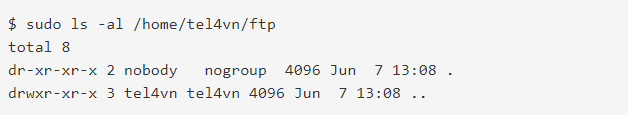 $ sudo ls -al /home/tel4vn/ftp
total 8
dr-xr-xr-x 2 nobody   nogroup  4096 Jun  7 13:08 .
drwxr-xr-x 3 tel4vn tel4vn 4096 Jun  7 13:08 ..